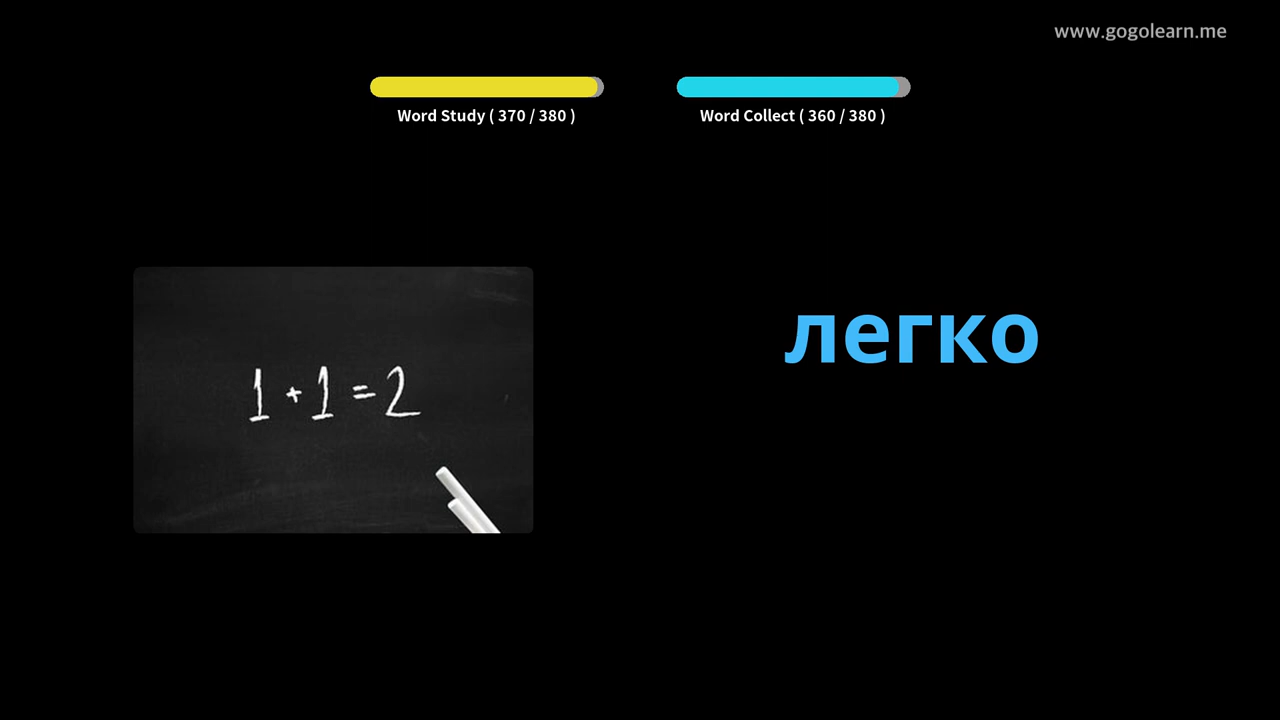 www.gogolearn.me
Word Study ( 370 / 380 )
Word Collect ( 360 / 380 )
1 + 1 = 2
легко